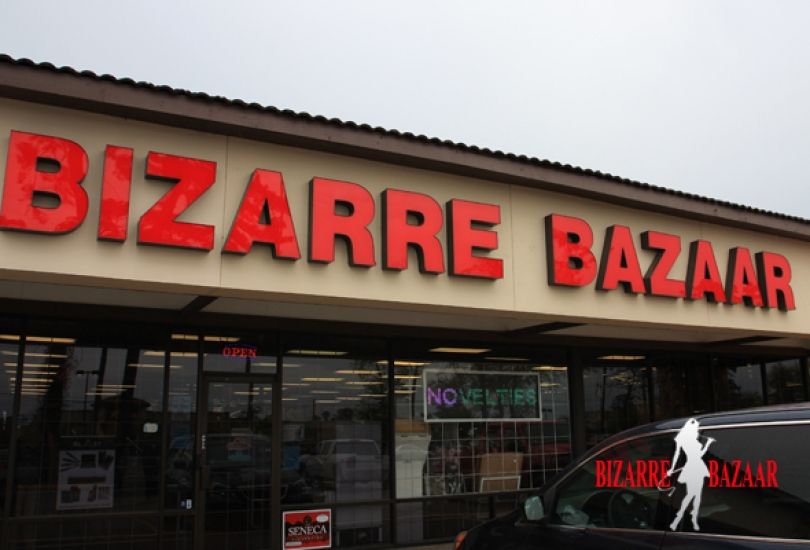 BIZARRE BAZAAR
OPEN
NOVELTIES
SENECA
BIZARRE BAZAAR